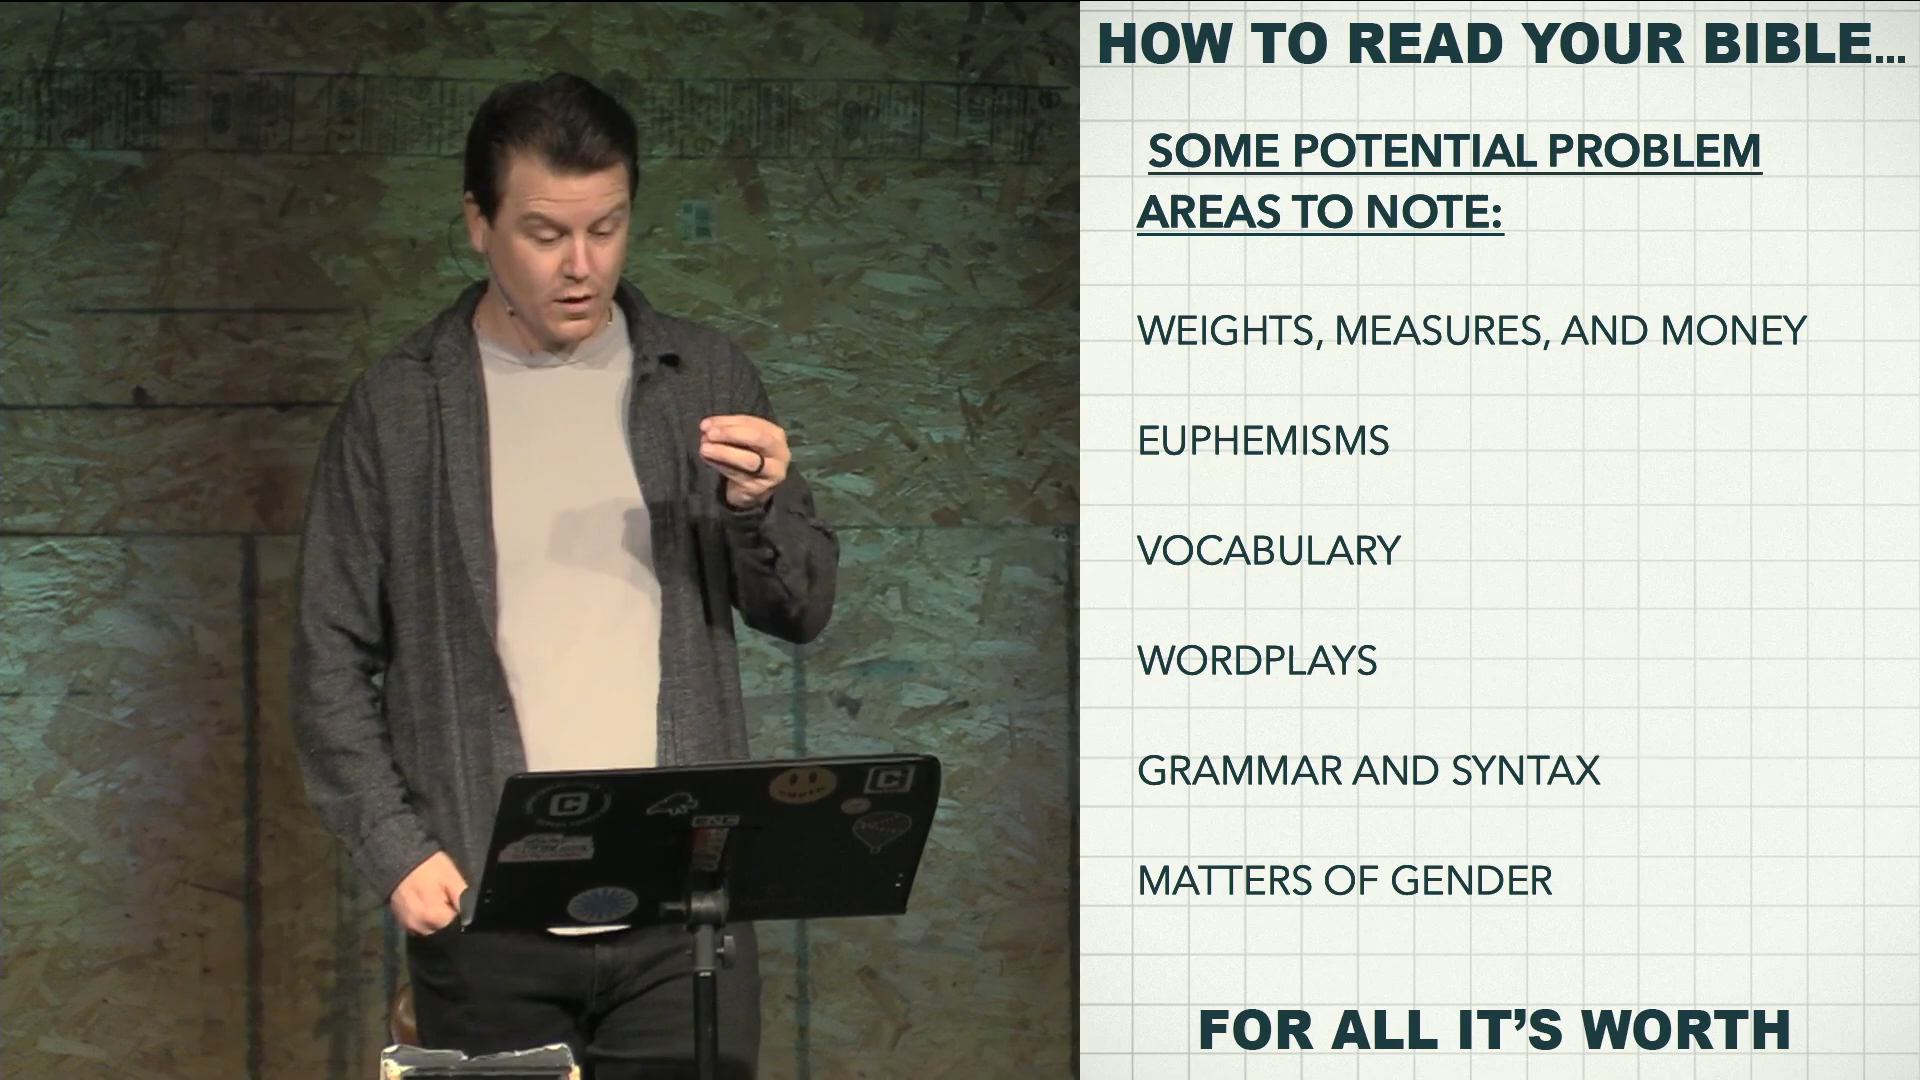 HOW TO READ YOUR BIBLE...
SOME POTENTIAL PROBLEM
AREAS TO NOTE:
WEIGHTS, MEASURES, AND MONEY
EUPHEMISMS
VOCABULARY
WORDPLAYS
GRAMMAR AND SYNTAX
MATTERS OF GENDER
FOR ALL IT'S WORTH